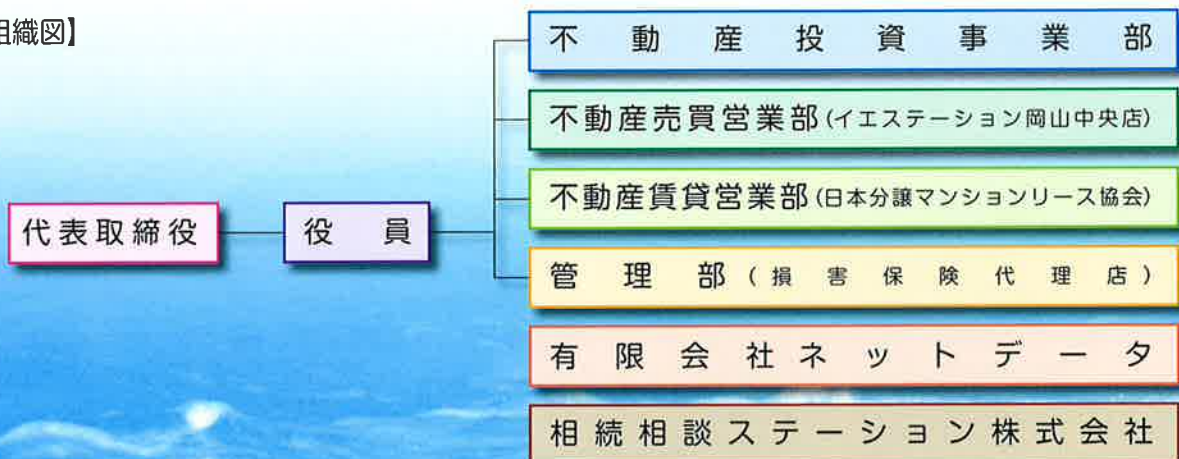 組織図】
不動産投資事業部
不動産売買営業部(イエステーション岡山中央店)
不動産賃貸営業部(日本分譲マンションリース協会)
代表取締役
役員
管理部(損害保険代理店)
有限会社ネットデータ
相続相談ステーション株式会社